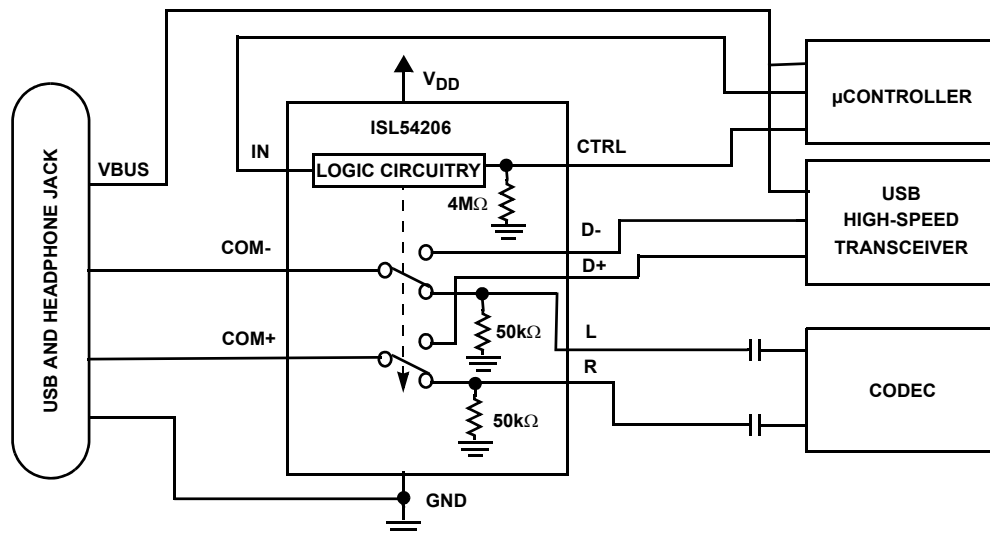 V_DD
µCONTROLLER
ISL54206
IN
CTRL
LOGIC CIRCUITRY
VBUS
4MΩ
USB
HIGH-SPEED
TRANSCEIVER
D-
COM-
D+
USB AND HEADPHONE JACK
50kΩ
L
COM+
R
CODEC
50kΩ
GND